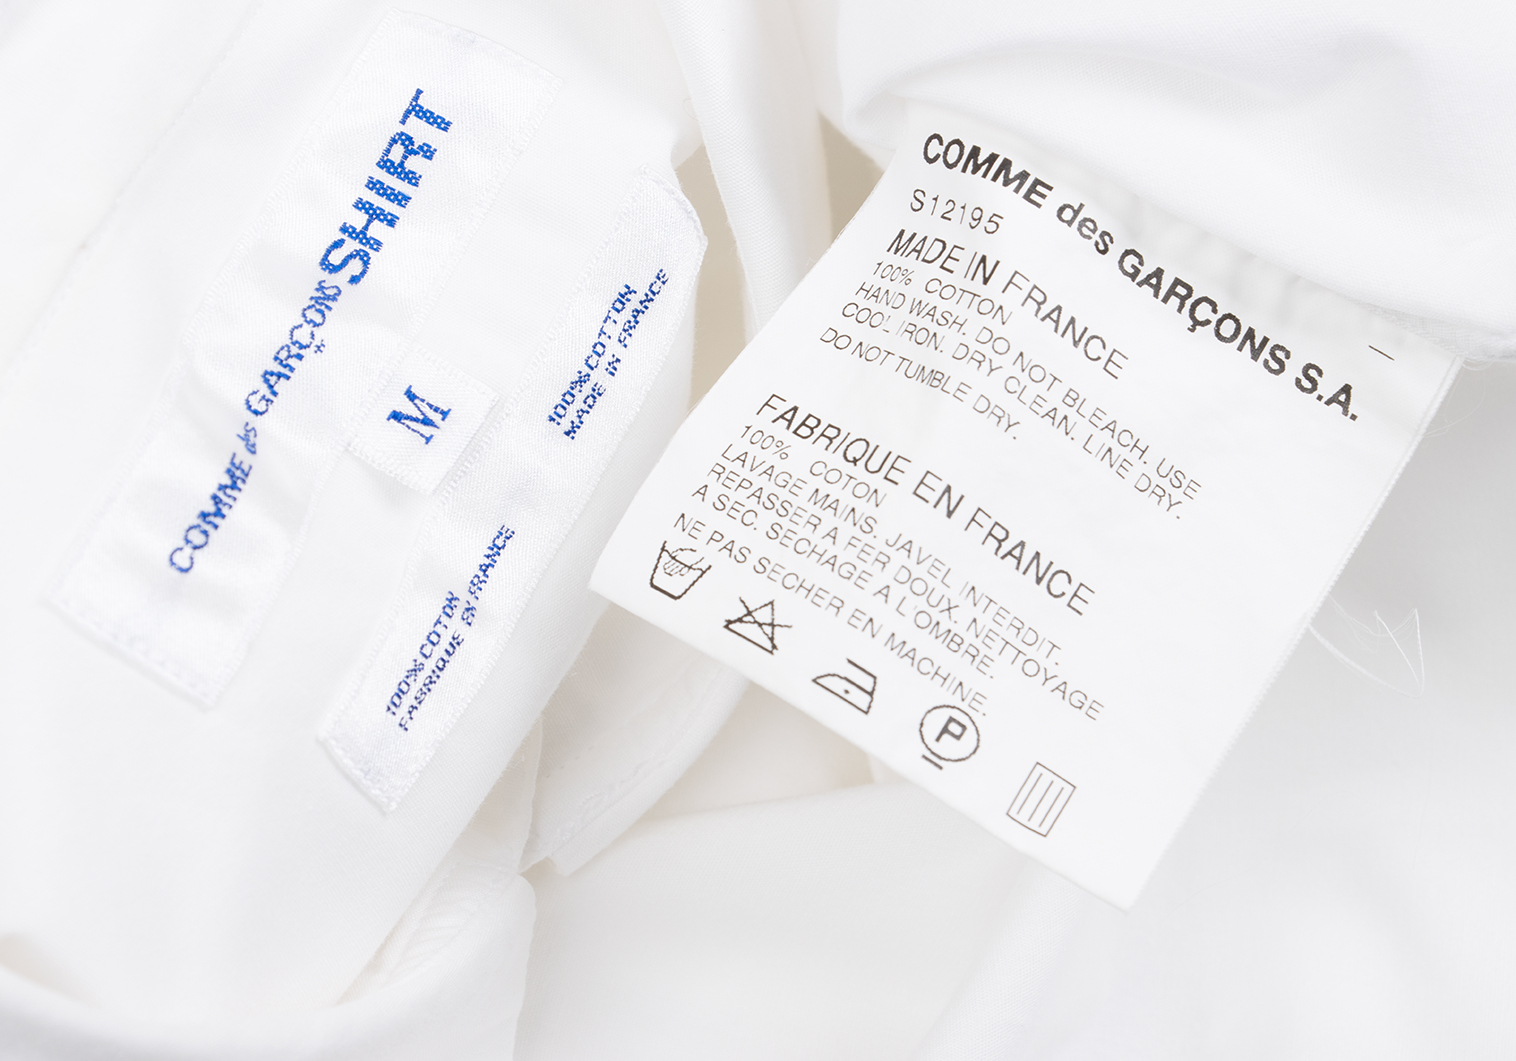 COMME des GARÇONS SHIRT
M
100% COTTON
MADE IN FRANCE
100% COTON
FABRIQUE EN FRANCE
COMME des GARÇONS S.A.
S12195
MADE IN FRANCE
100% COTTON
HAND WASH. DO NOT BLEACH. USE
COOL IRON. DRY CLEAN. LINE DRY.
DO NOT TUMBLE DRY.
FABRIQUE EN FRANCE
100% COTON
LAVAGE MAINS. JAVEL INTERDIT.
REPASSER A FER DOUX. NETTOYAGE
A SEC. SECHAGE A L'OMBRE.
NE PAS SECHER EN MACHINE.
P